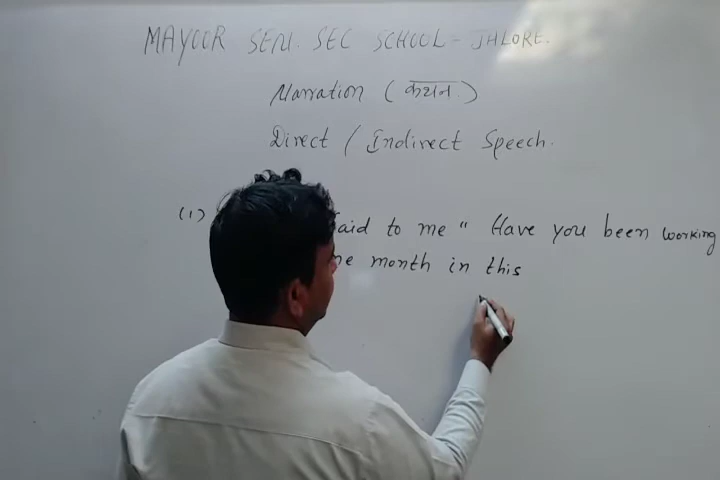 MAYOOR SENI. SEC SCHOOL - JHLORE.
Narration (कथन)
Direct / Indirect Speech.
(1) said to me " Have you been working
month in this